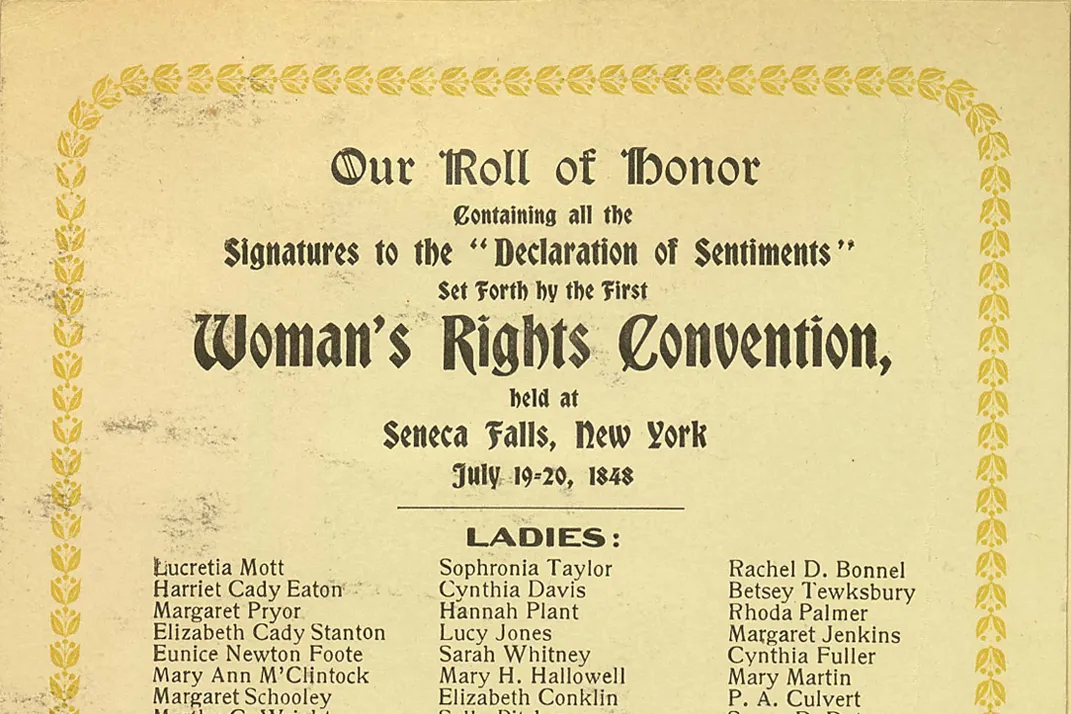 Our Roll of Honor
Containing all the
Signatures to the “Declaration of Sentiments”
Set Forth by the First
Woman's Rights Convention,
held at
Seneca Falls, New York
July 19-20, 1848
LADIES:
Lucretia Mott
Harriet Cady Eaton
Margaret Pryor
Elizabeth Cady Stanton
Eunice Newton Foote
Mary Ann M'Clintock
Margaret Schooley
Sophronia Taylor
Cynthia Davis
Hannah Plant
Lucy Jones
Sarah Whitney
Mary H. Hallowell
Elizabeth Conklin
Rachel D. Bonnel
Betsey Tewksbury
Rhoda Palmer
Margaret Jenkins
Cynthia Fuller
Mary Martin
P. A. Culvert